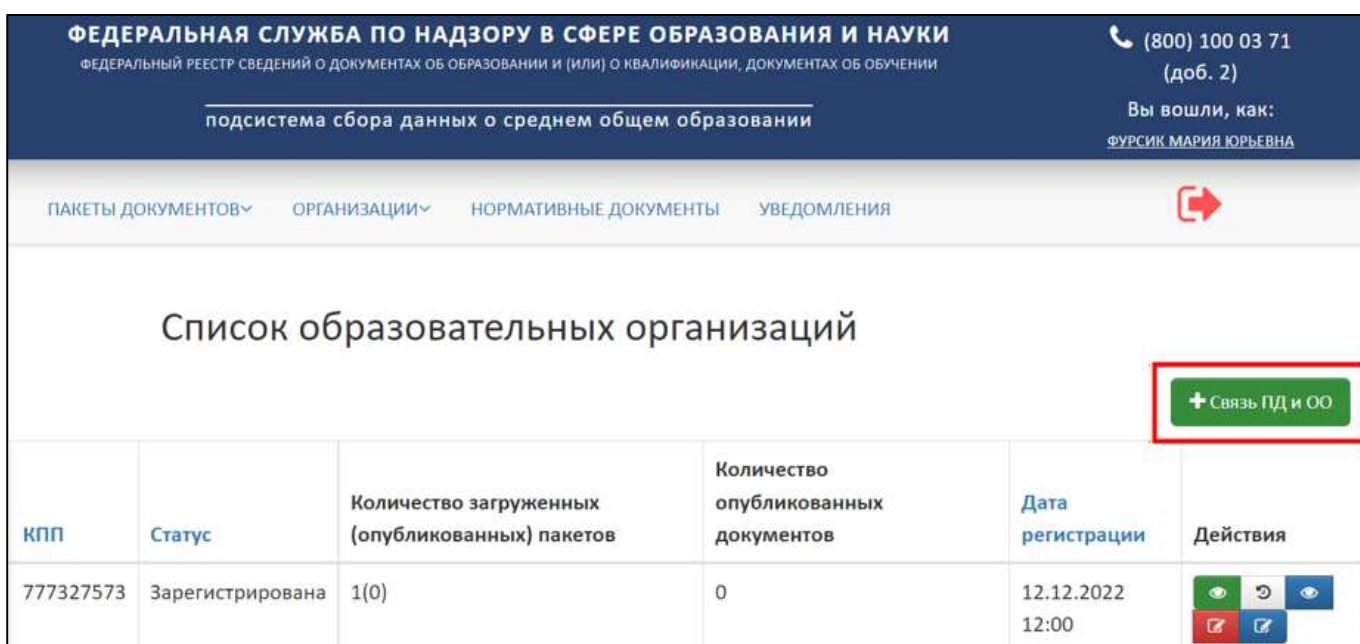 ФЕДЕРАЛЬНАЯ СЛУЖБА ПО НАДЗОРУ В СФЕРЕ ОБРАЗОВАНИЯ И НАУКИ
ФЕДЕРАЛЬНЫЙ РЕЕСТР СВЕДЕНИЙ О ДОКУМЕНТАХ ОБ ОБРАЗОВАНИИ И (ИЛИ) О КВАЛИФИКАЦИИ, ДОКУМЕНТАХ ОБ ОБУЧЕНИИ
подсистема сбора данных о среднем общем образовании
(800) 100 03 71
(доб. 2)
Вы вошли, как:
ФУРСИК МАРИЯ ЮРЬЕВНА
ПАКЕТЫ ДОКУМЕНТОВ ОРГАНИЗАЦИИ НОРМАТИВНЫЕ ДОКУМЕНТЫ УВЕДОМЛЕНИЯ
Список образовательных организаций
+ Связь ПД и ОО
КПП
Статус
Количество загруженных
(опубликованных) пакетов
Количество
опубликованных
документов
Дата
регистрации
Действия
777327573
Зарегистрирована
1(0)
0
12.12.2022
12:00